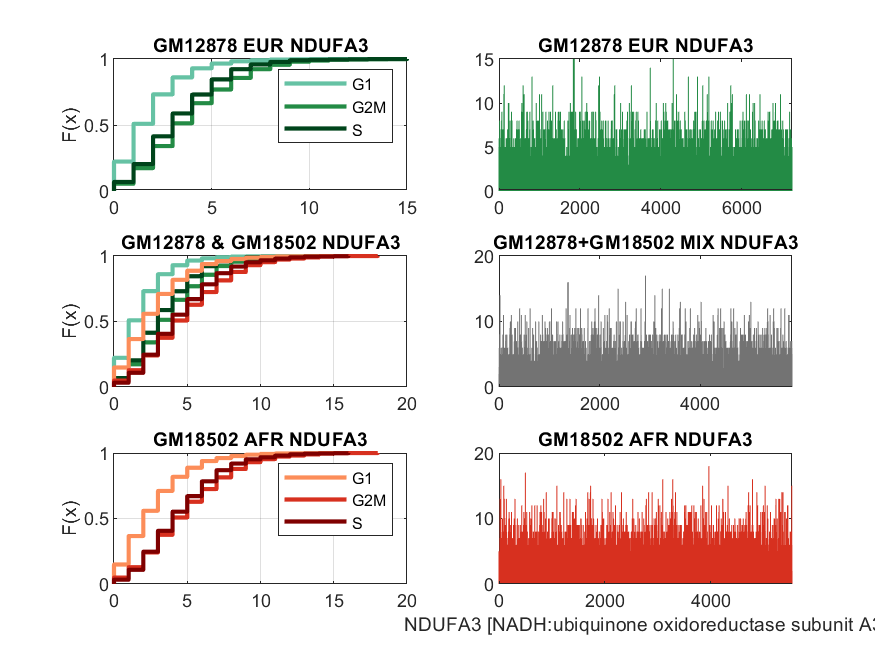 GM12878 EUR NDUFA3
F(x)
1
0.5
0
0
5
10
15
G1
G2M
S
GM12878 EUR NDUFA3
15
10
5
0
0
2000
4000
6000
GM12878 & GM18502 NDUFA3
F(x)
1
0.5
0
0
5
10
15
20
GM12878+GM18502 MIX NDUFA3
20
10
0
0
2000
4000
GM18502 AFR NDUFA3
F(x)
1
0.5
0
0
5
10
15
20
G1
G2M
S
GM18502 AFR NDUFA3
20
10
0
0
2000
4000
NDUFA3 [NADH:ubiquinone oxidoreductase subunit A3